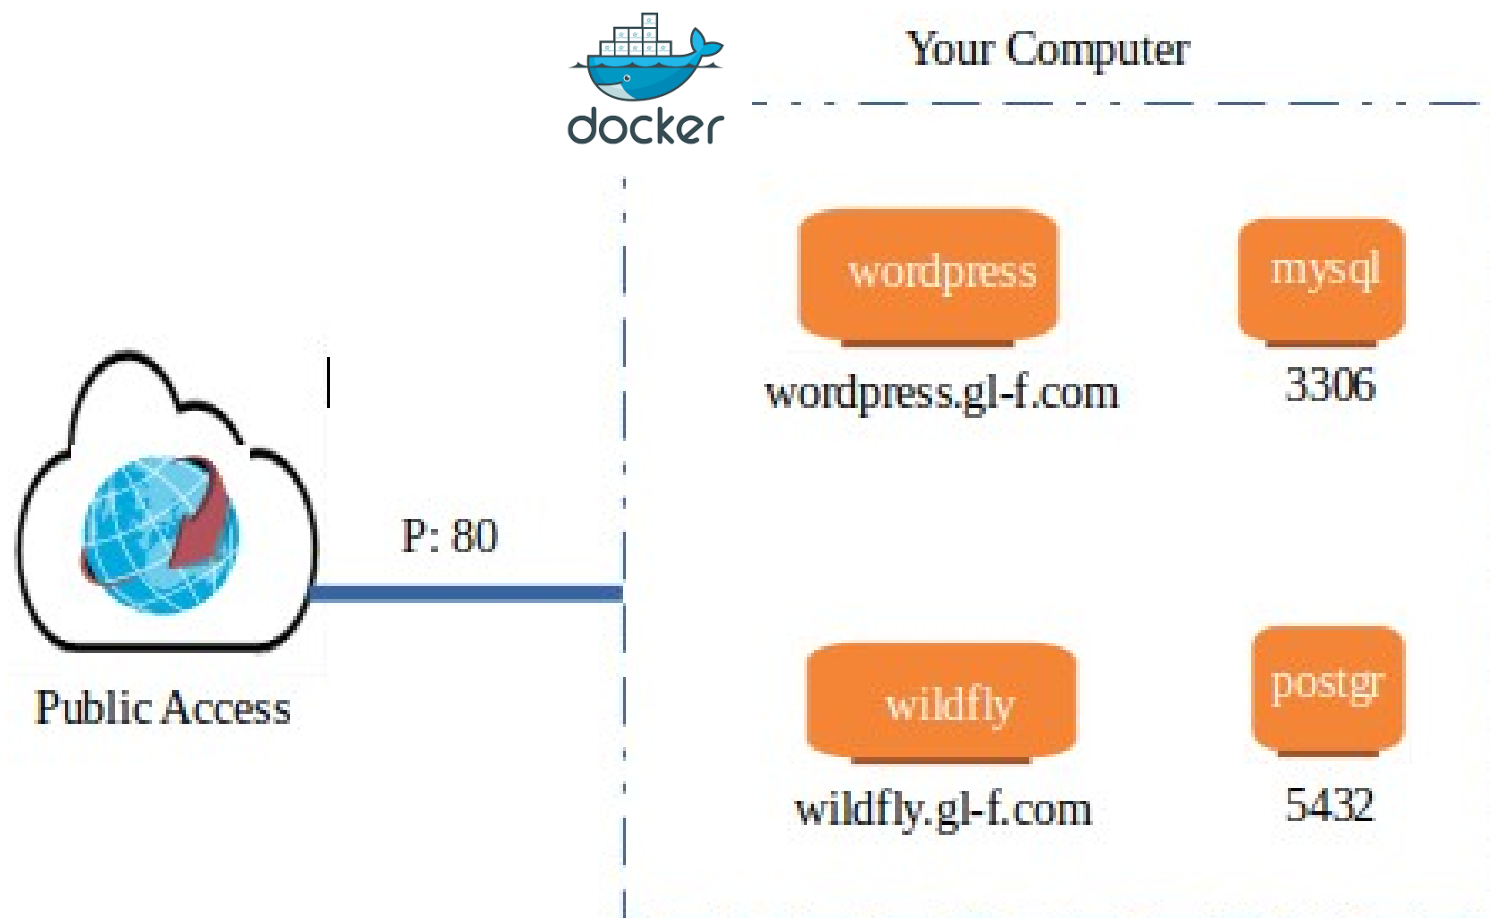 docker
Your Computer
wordpress
mysql
wordpress.gl-f.com
3306
P: 80
wildfly
postgr
Public Access
wildfly.gl-f.com
5432